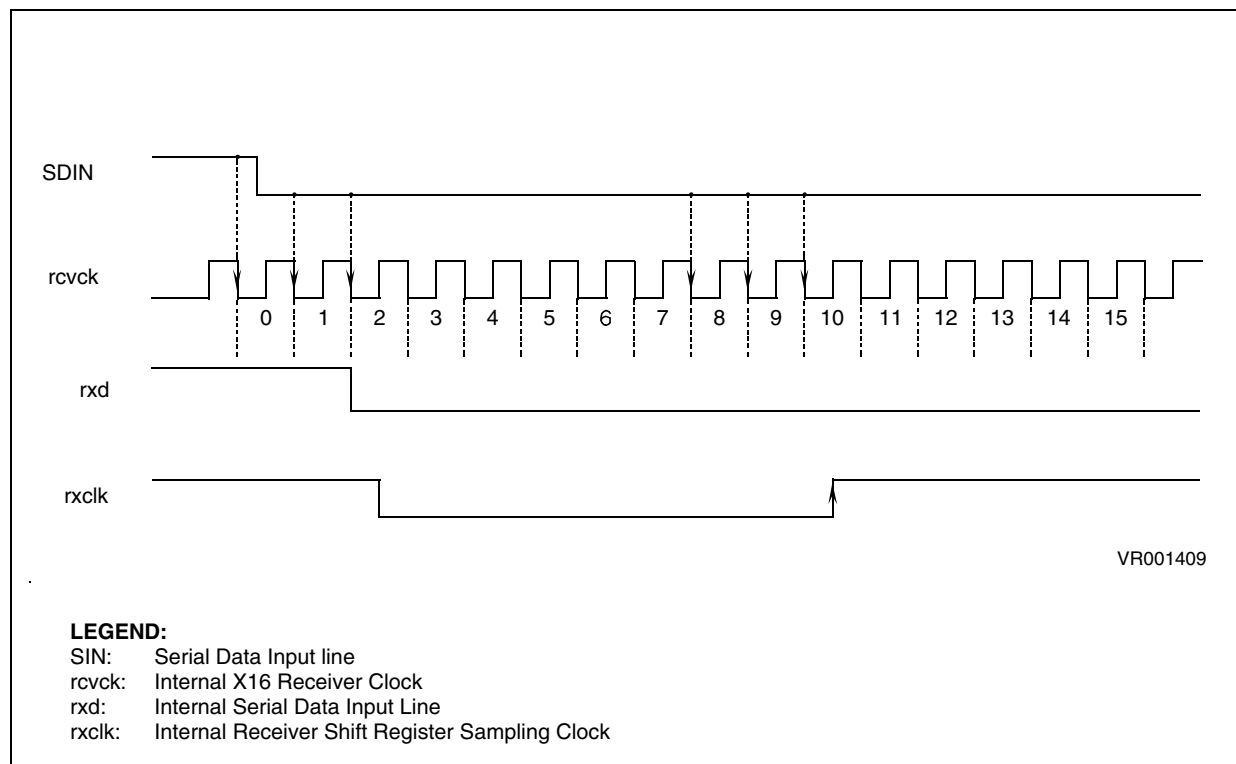 SDIN
rcvck
0 1 2 3 4 5 6 7 8 9 10 11 12 13 14 15
rxd
rxclk
VR001409
LEGEND:
SIN: Serial Data Input line
rcvck: Internal X16 Receiver Clock
rxd: Internal Serial Data Input Line
rxclk: Internal Receiver Shift Register Sampling Clock